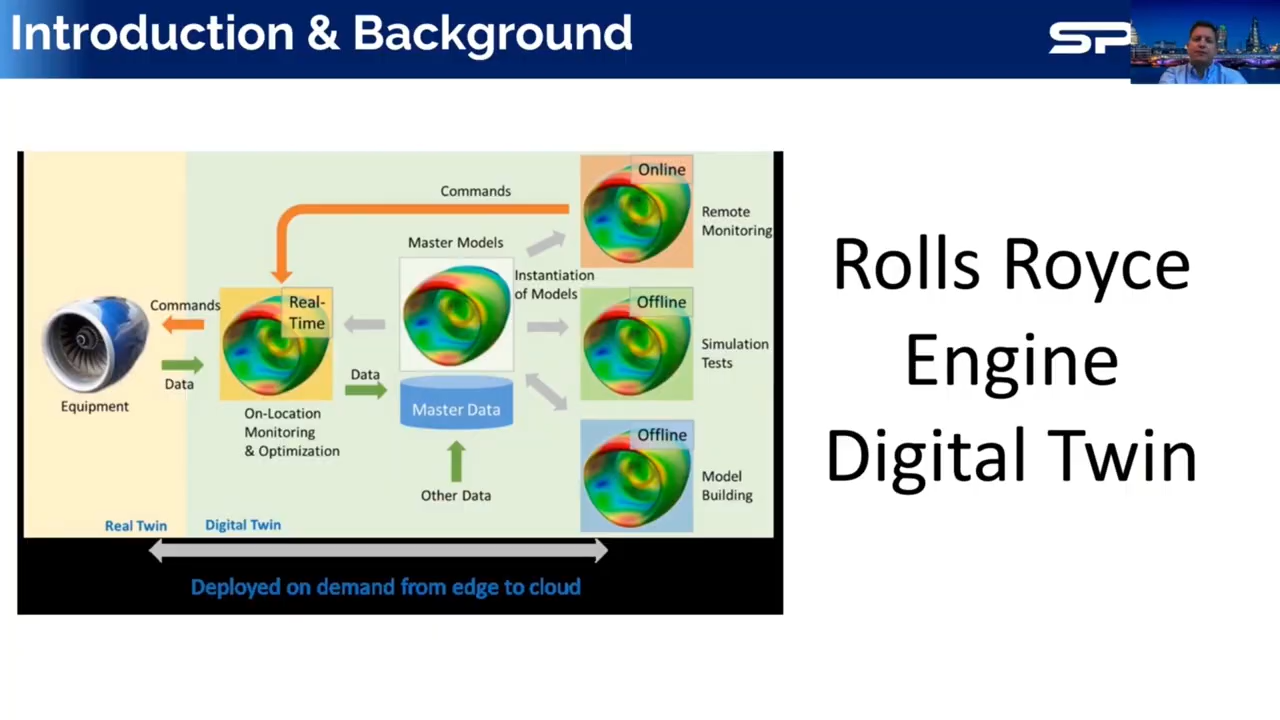 Introduction & Background
SP
Commands
Online
Remote
Monitoring
Master Models
Instantiation
of Models
Commands
Real-
Time
Offline
Simulation
Tests
Data
Data
Equipment
On-Location
Monitoring
& Optimization
Master Data
Offline
Model
Building
Other Data
Real Twin
Digital Twin
Deployed on demand from edge to cloud
Rolls Royce
Engine
Digital Twin